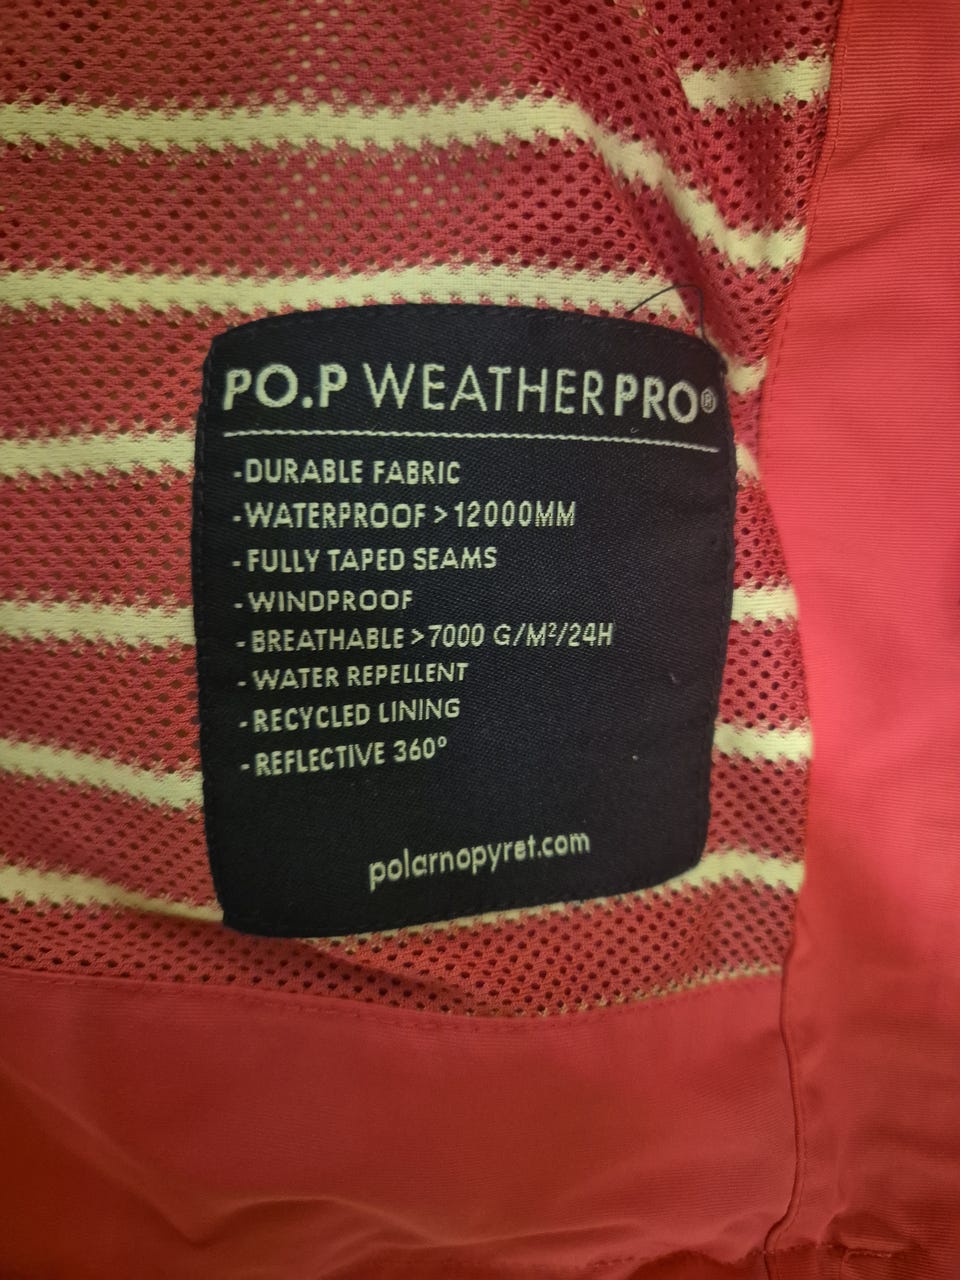 PO.P WEATHERPRO®
-DURABLE FABRIC
-WATERPROOF > 12000MM
-FULLY TAPED SEAMS
-WINDPROOF
-BREATHABLE > 7000 G/M²/24H
-WATER REPELLENT
-RECYCLED LINING
-REFLECTIVE 360°
polarnopyret.com